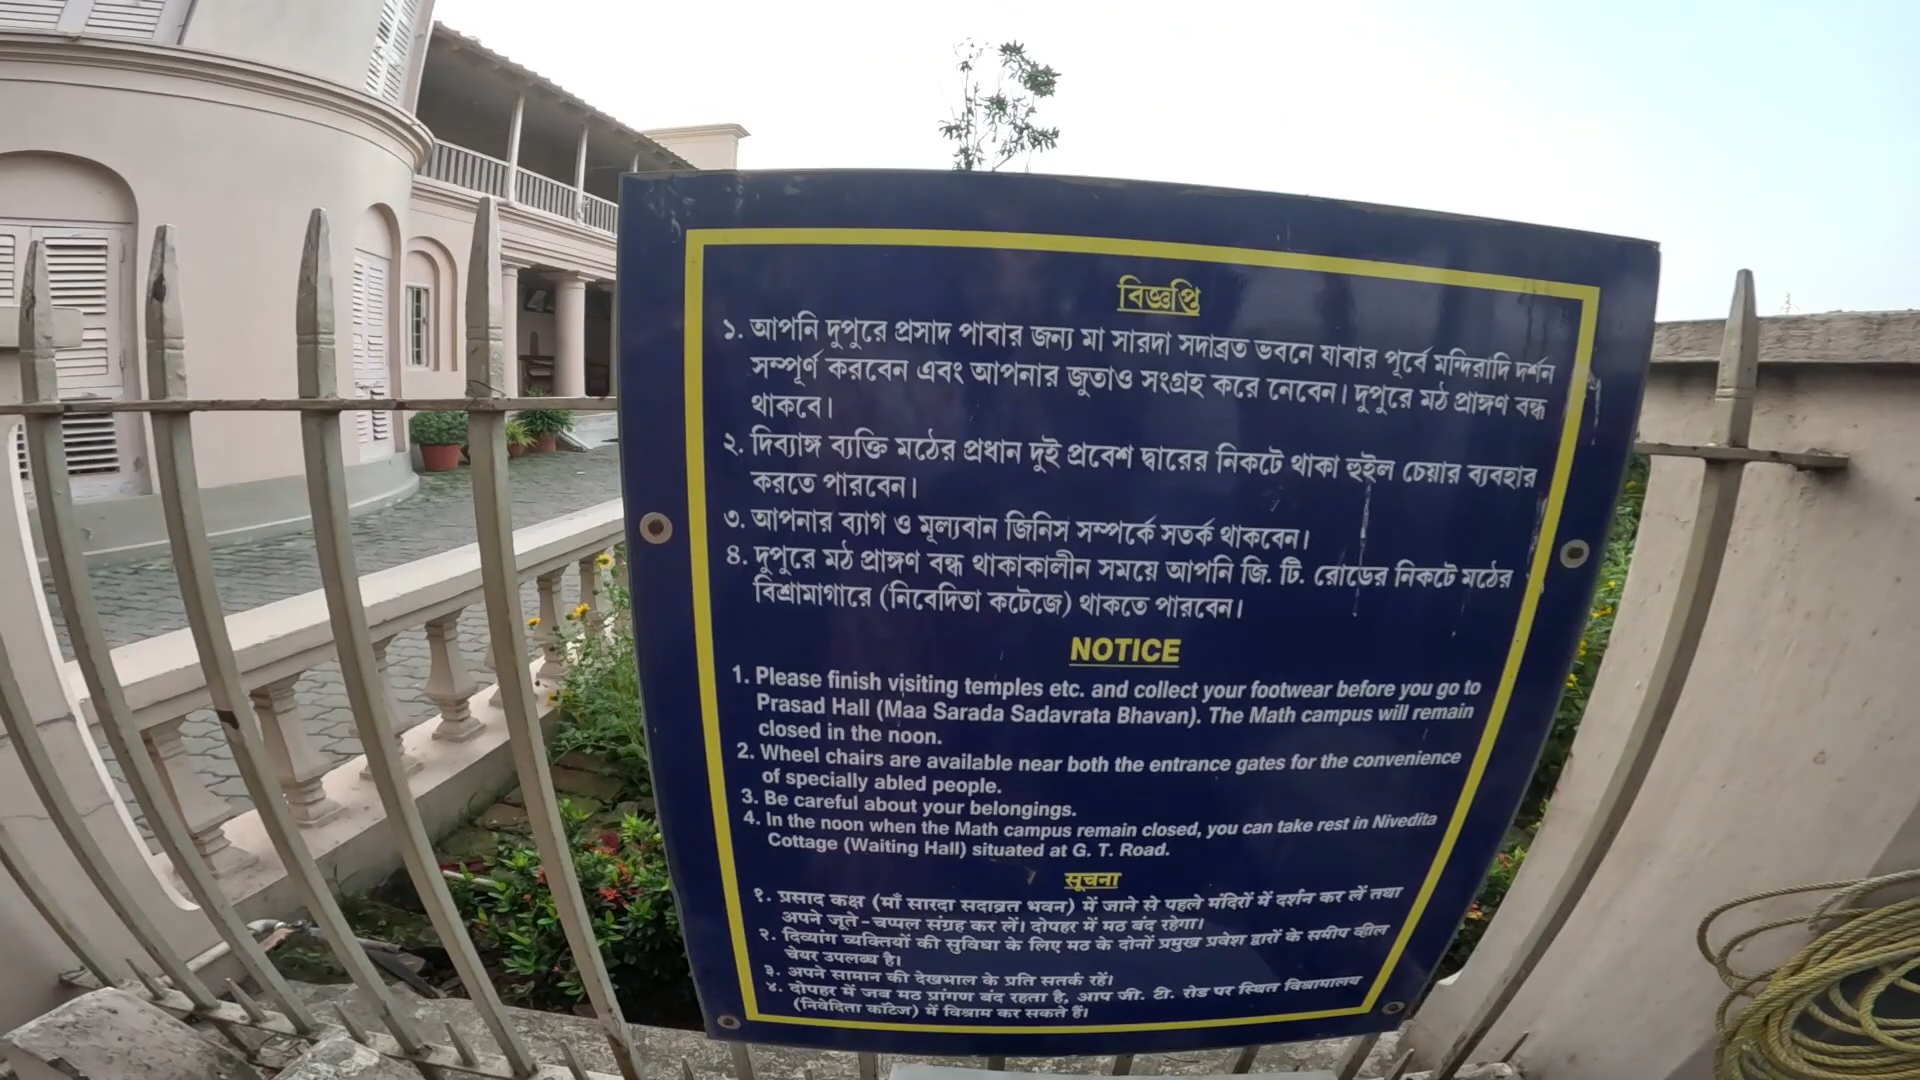 বিজ্ঞপ্তি
১. আপনি দুপুরে প্রসাদ পাবার জন্য মা সারদা সদাব্রত ভবনে যাবার পূর্বে মন্দিরাদি দর্শন
সম্পূর্ণ করবেন এবং আপনার জুতাও সংগ্রহ করে নেবেন। দুপুরে মঠ প্রাঙ্গণ বন্ধ
থাকবে।
২. দিব্যাঙ্গ ব্যক্তি মঠের প্রধান দুই প্রবেশ দ্বারের নিকটে থাকা হুইল চেয়ার ব্যবহার
করতে পারবেন।
৩. আপনার ব্যাগ ও মূল্যবান জিনিস সম্পর্কে সতর্ক থাকবেন।
৪. দুপুরে মঠ প্রাঙ্গণ বন্ধ থাকাকালীন সময়ে আপনি জি. টি. রোডের নিকটে মঠের
বিশ্রামাগারে (নিবেদিতা কটেজে) থাকতে পারবেন।
NOTICE
1. Please finish visiting temples etc. and collect your footwear before you go to
Prasad Hall (Maa Sarada Sadavrata Bhavan). The Math campus will remain
closed in the noon.
2. Wheel chairs are available near both the entrance gates for the convenience
of specially abled people.
3. Be careful about your belongings.
4. In the noon when the Math campus remain closed, you can take rest in Nivedita
Cottage (Waiting Hall) situated at G. T. Road.
सूचना
१. प्रसाद कक्ष (माँ सारदा सदाव्रत भवन) में जाने से पहले मंदिरों में दर्शन कर लें तथा
अपने जूते-चप्पल संग्रह कर लें। दोपहर में मठ बंद रहेगा।
२. दिव्यांग व्यक्तियों की सुविधा के लिए मठ के दोनों प्रमुख प्रवेश द्वारों के समीप व्हील
चेयर उपलब्ध है।
३. अपने सामान की देखभाल के प्रति सतर्क रहें।
४. दोपहर में जब मठ प्रांगण बंद रहता है, आप जी. टी. रोड पर स्थित विश्रामालय
(निवेदिता कॉटेज) में विश्राम कर सकते हैं।